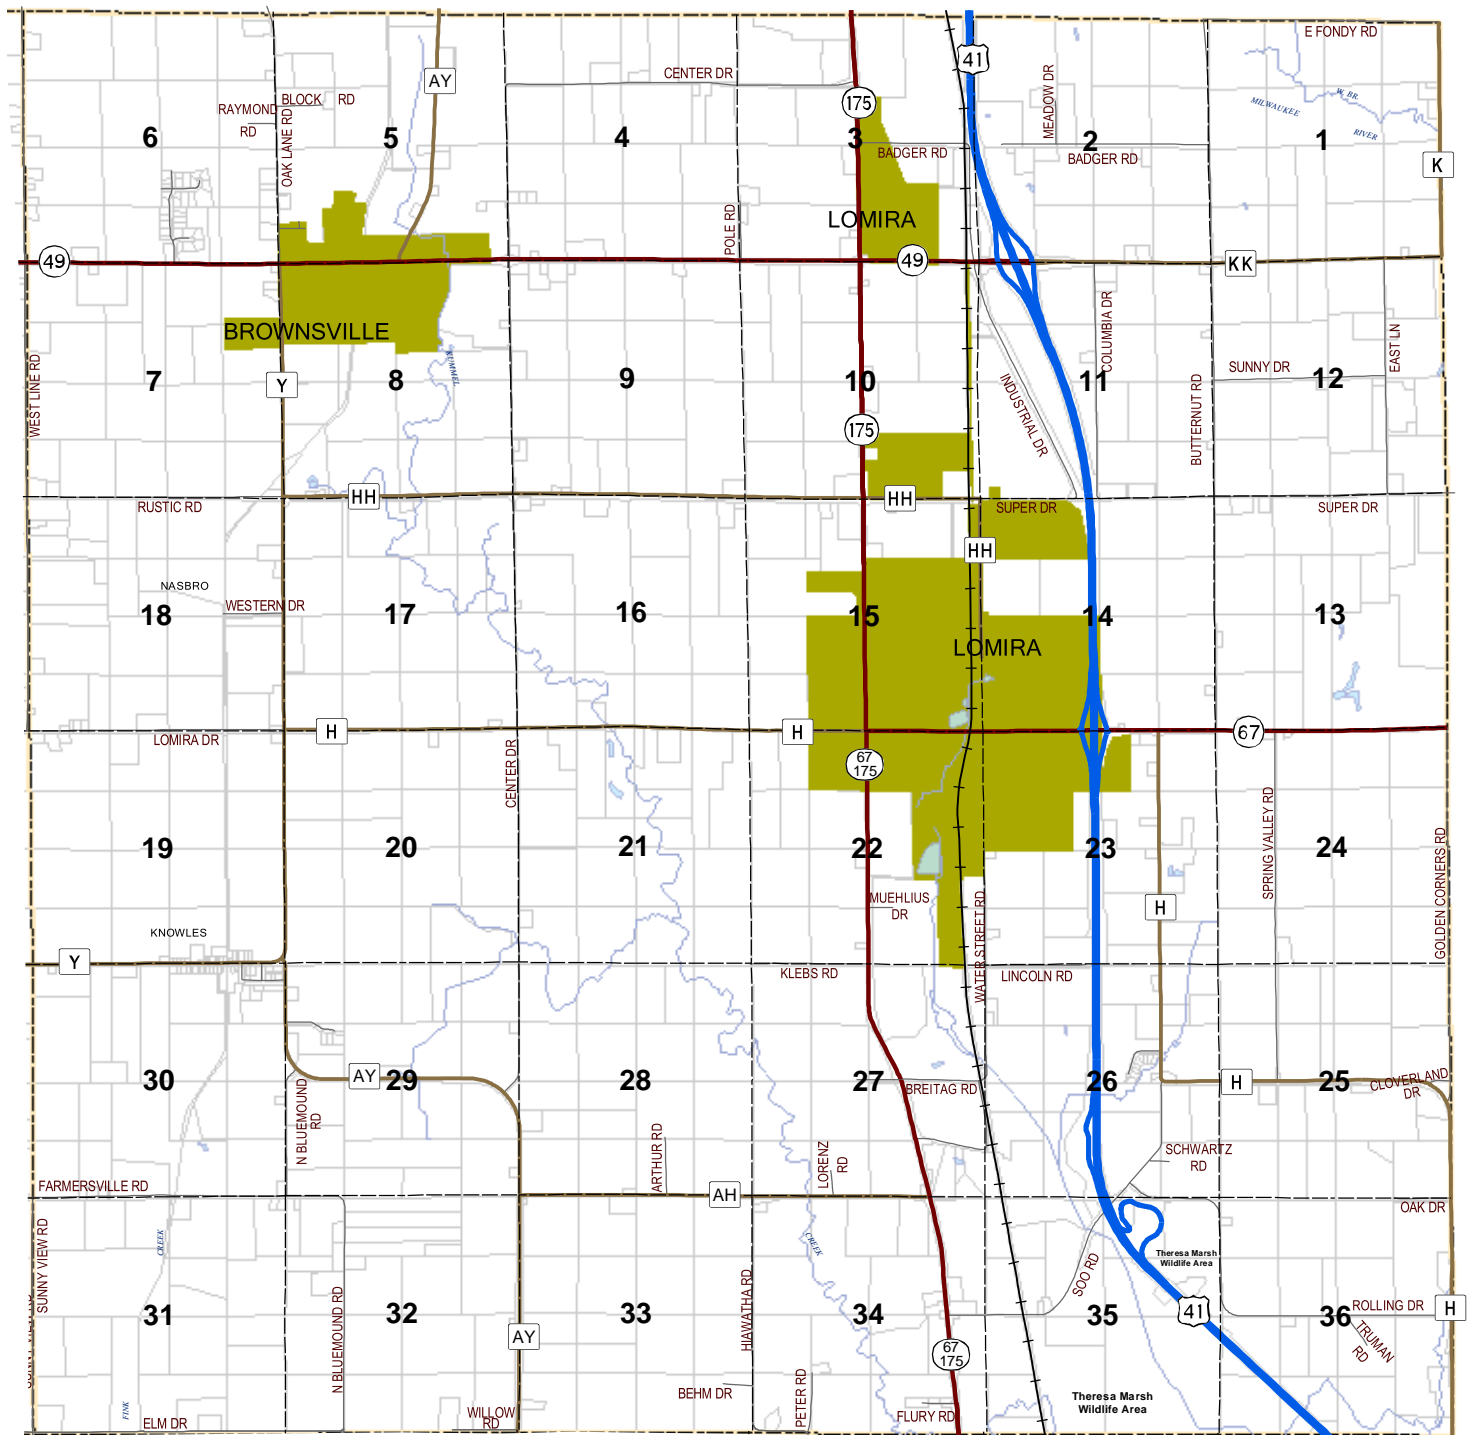 E FONDY RD
41
CENTER DR
AY
MEADOW DR
BLOCK RD
RAYMOND
RD
175
W. BR.
MILWAUKEE
RIVER
OAK LANE RD
6
5
4
3
2
1
BADGER RD
BADGER RD
K
POLE RD
LOMIRA
49
49
KK
BROWNSVILLE
COLUMBIA DR
EAST LN
KUMMEL
WEST LINE RD
SUNNY DR
7
Y
8
9
10
11
12
INDUSTRIAL DR
BUTTERNUT RD
175
HH
HH
RUSTIC RD
SUPER DR
SUPER DR
HH
NASBRO
WESTERN DR
18
17
16
15
14
13
LOMIRA
H
H
67
LOMIRA DR
CENTER DR
67
175
SPRING VALLEY RD
GOLDEN CORNERS RD
19
20
21
22
23
24
MUEHLIUS
DR
H
WATER STREET RD
KNOWLES
Y
KLEBS RD
LINCOLN RD
30
AY
29
28
27
26
H
25
BREITAG RD
CLOVERLAND
DR
N BLUEMOUND
RD
ARTHUR RD
LORENZ
RD
SCHWARTZ
RD
FARMERSVILLE RD
AH
OAK DR
SUNNY VIEW RD
CREEK
CREEK
Theresa Marsh
Wildlife Area
SOO RD
HIAWATHA RD
N BLUEMOUND RD
31
32
33
34
35
41
36
ROLLING DR
H
TRUMAN
RD
AY
67
175
BEHM DR
PETER RD
Theresa Marsh
Wildlife Area
FINK
ELM DR
WILLOW
RD
FLURY RD